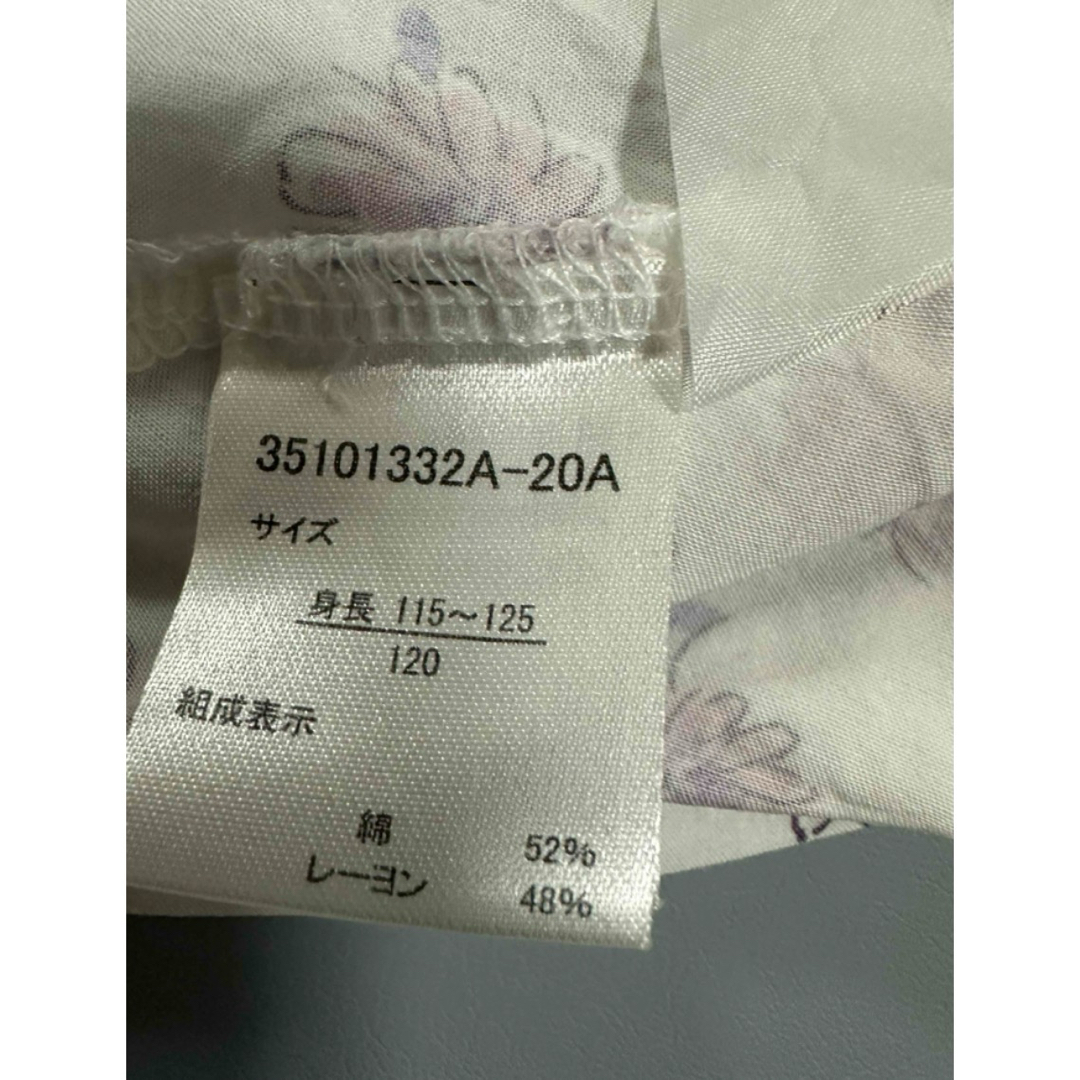 35101332A-20A
サイズ
身長 115～125
120
組成表示
綿 52%
レーヨン 48%